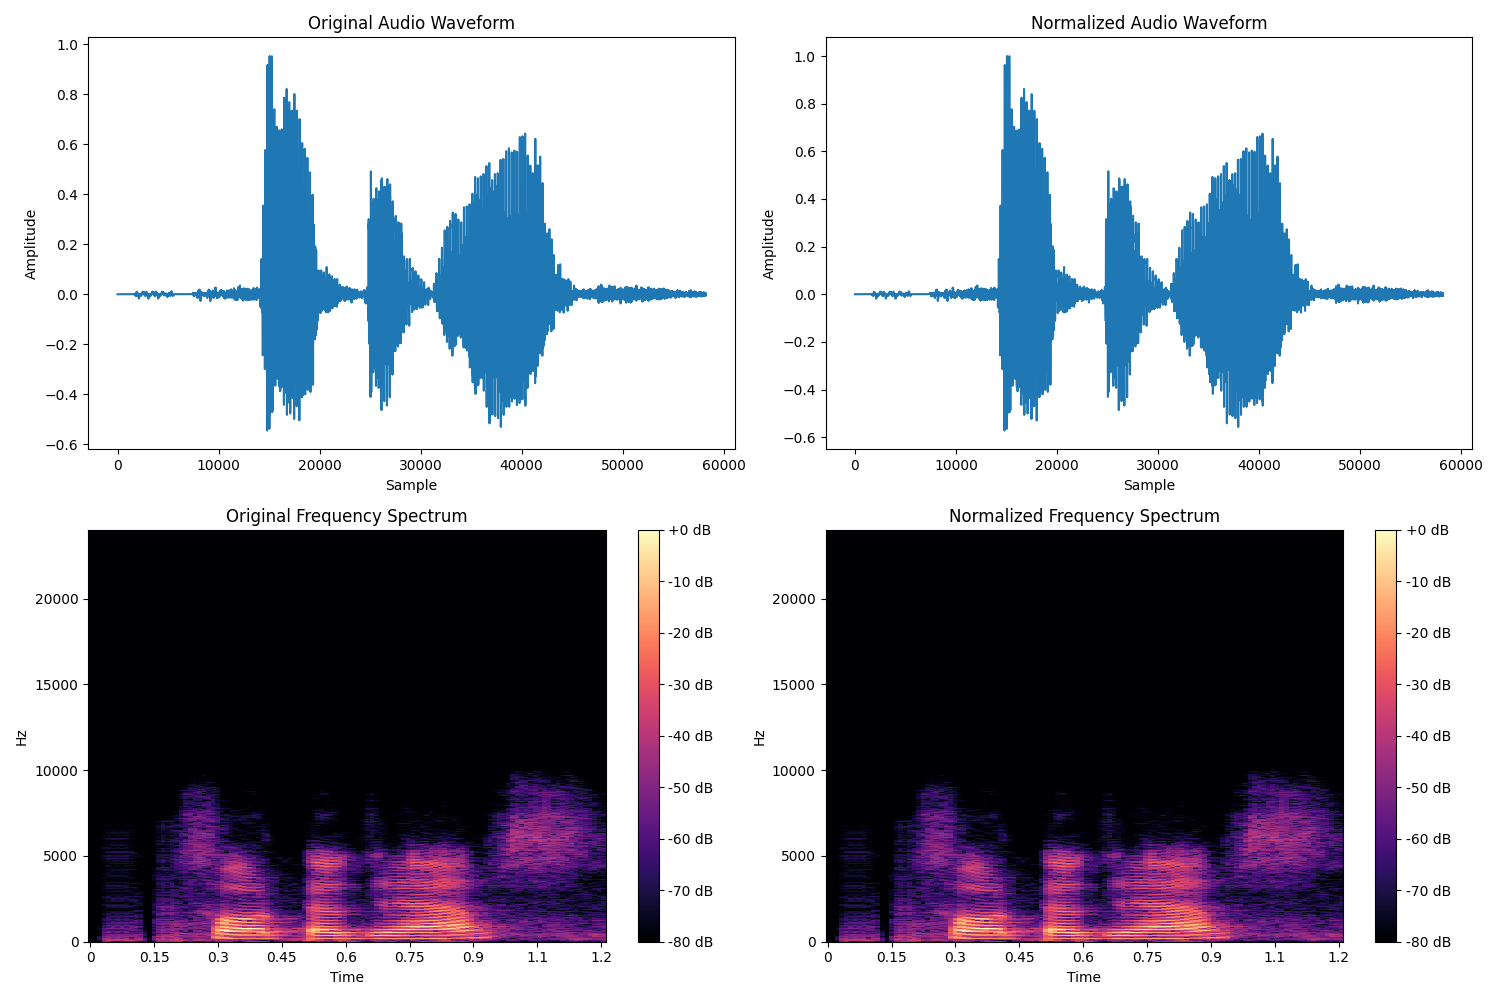 Original Audio Waveform
Amplitude
1.0
0.8
0.6
0.4
0.2
0.0
−0.2
−0.4
−0.6
0 10000 20000 30000 40000 50000 60000
Sample
Normalized Audio Waveform
Amplitude
1.0
0.8
0.6
0.4
0.2
0.0
−0.2
−0.4
−0.6
0 10000 20000 30000 40000 50000 60000
Sample
Original Frequency Spectrum
Hz
20000
15000
10000
5000
0
0 0.15 0.3 0.45 0.6 0.75 0.9 1.1 1.2
Time
+0 dB
-10 dB
-20 dB
-30 dB
-40 dB
-50 dB
-60 dB
-70 dB
-80 dB
Normalized Frequency Spectrum
Hz
20000
15000
10000
5000
0
0 0.15 0.3 0.45 0.6 0.75 0.9 1.1 1.2
Time
+0 dB
-10 dB
-20 dB
-30 dB
-40 dB
-50 dB
-60 dB
-70 dB
-80 dB